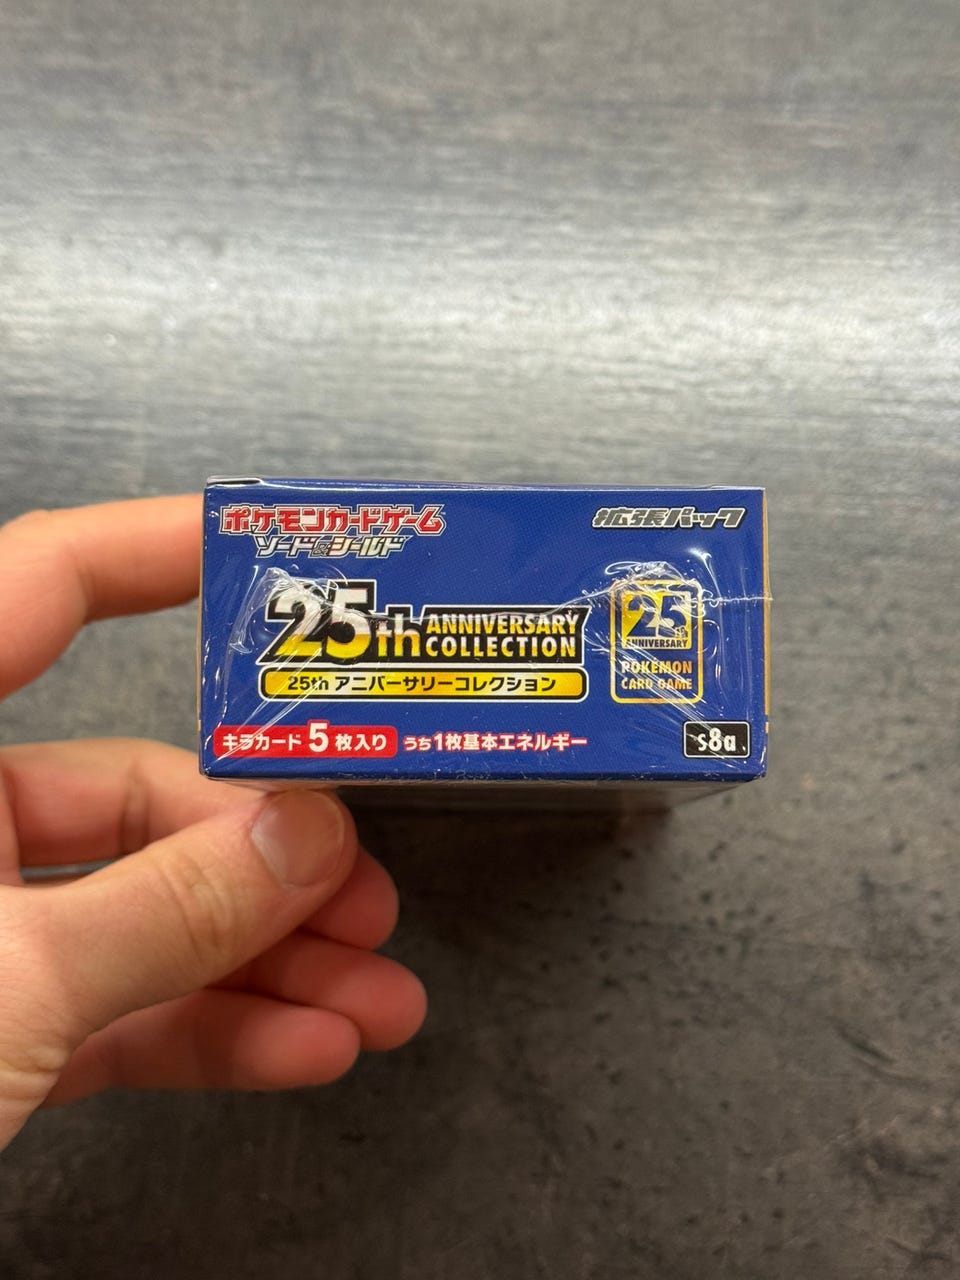 ポケモンカードゲーム
ソード&シールド
拡張パック
25th ANNIVERSARY
COLLECTION
25th アニバーサリーコレクション
25
ANNIVERSARY
POKÉMON
CARD GAME
キラカード5枚入り うち1枚基本エネルギー
s8a